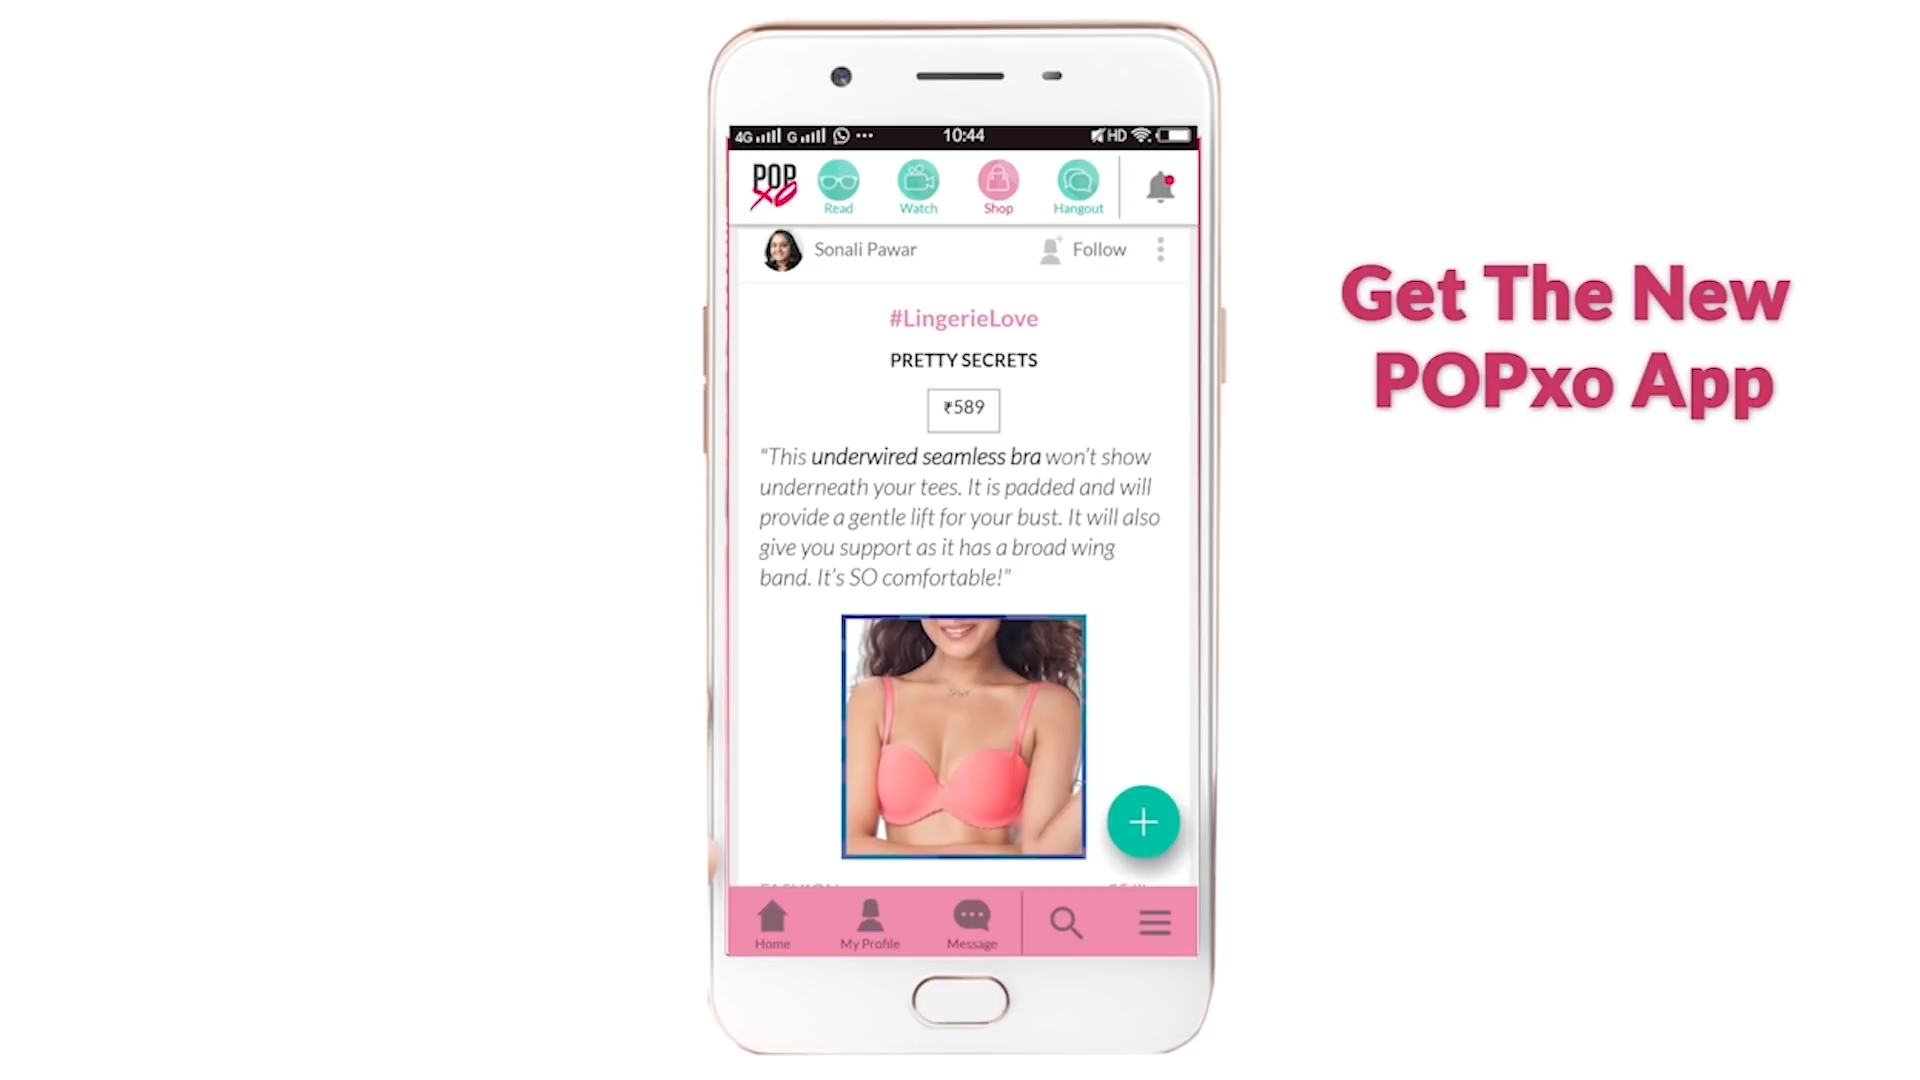 4G G 10:44 HD
POP
xo
Read Watch Shop Hangout
Sonali Pawar Follow
#LingerieLove
PRETTY SECRETS
₹589
"This underwired seamless bra won't show
underneath your tees. It is padded and will
provide a gentle lift for your bust. It will also
give you support as it has a broad wing
band. It's SO comfortable!"
Home My Profile Message
Get The New
POPxo App